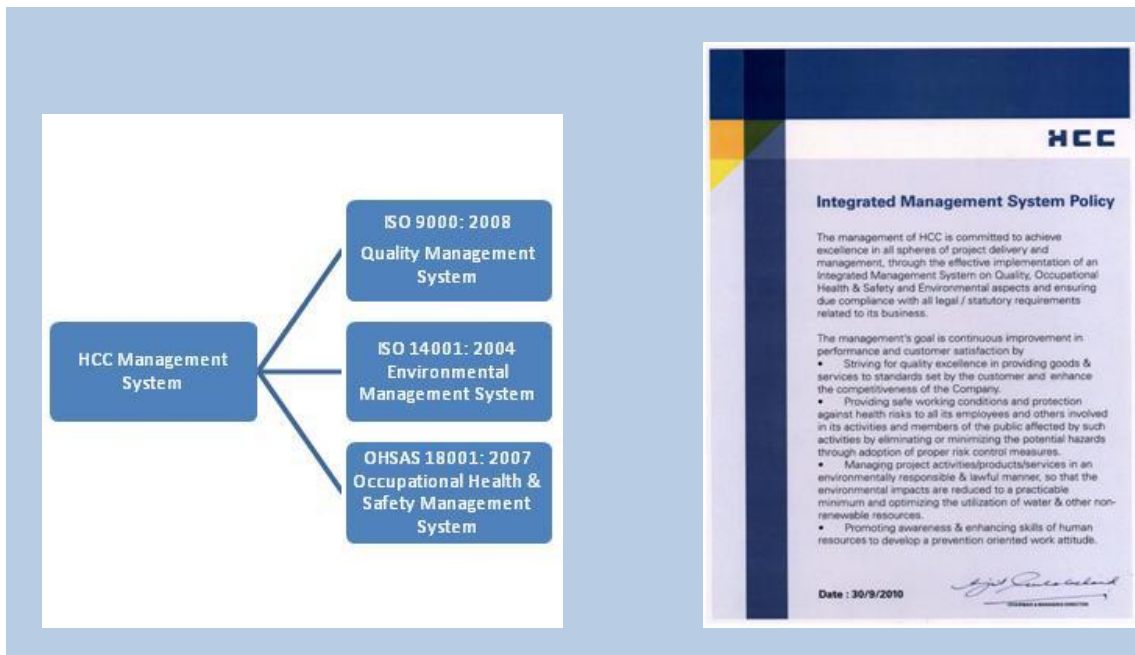 HCC Management
System
ISO 9000: 2008
Quality Management
System
ISO 14001: 2004
Environmental
Management System
OHSAS 18001: 2007
Occupational Health &
Safety Management
System
HCC
Integrated Management System Policy
The management of HCC is committed to achieve
excellence in all spheres of project delivery and
management, through the effective implementation of an
Integrated Management System on Quality, Occupational
Health & Safety and Environmental aspects and ensuring
due compliance with all legal / statutory requirements
related to its business.
The management's goal is continuous improvement in
performance and customer satisfaction by
• Striving for quality excellence in providing goods &
services to standards set by the customer and enhance
the competitiveness of the Company.
• Providing safe working conditions and protection
against health risks to all its employees and others involved
in its activities and members of the public affected by such
activities by eliminating or minimizing the potential hazards
through adoption of proper risk control measures.
• Managing project activities/products/services in an
environmentally responsible & lawful manner, so that the
environmental impacts are reduced to a practicable
minimum and optimizing the utilization of water & other non-
renewable resources.
• Promoting awareness & enhancing skills of human
resources to develop a prevention oriented work attitude.
Date : 30/9/2010
CHAIRMAN & MANAGING DIRECTOR